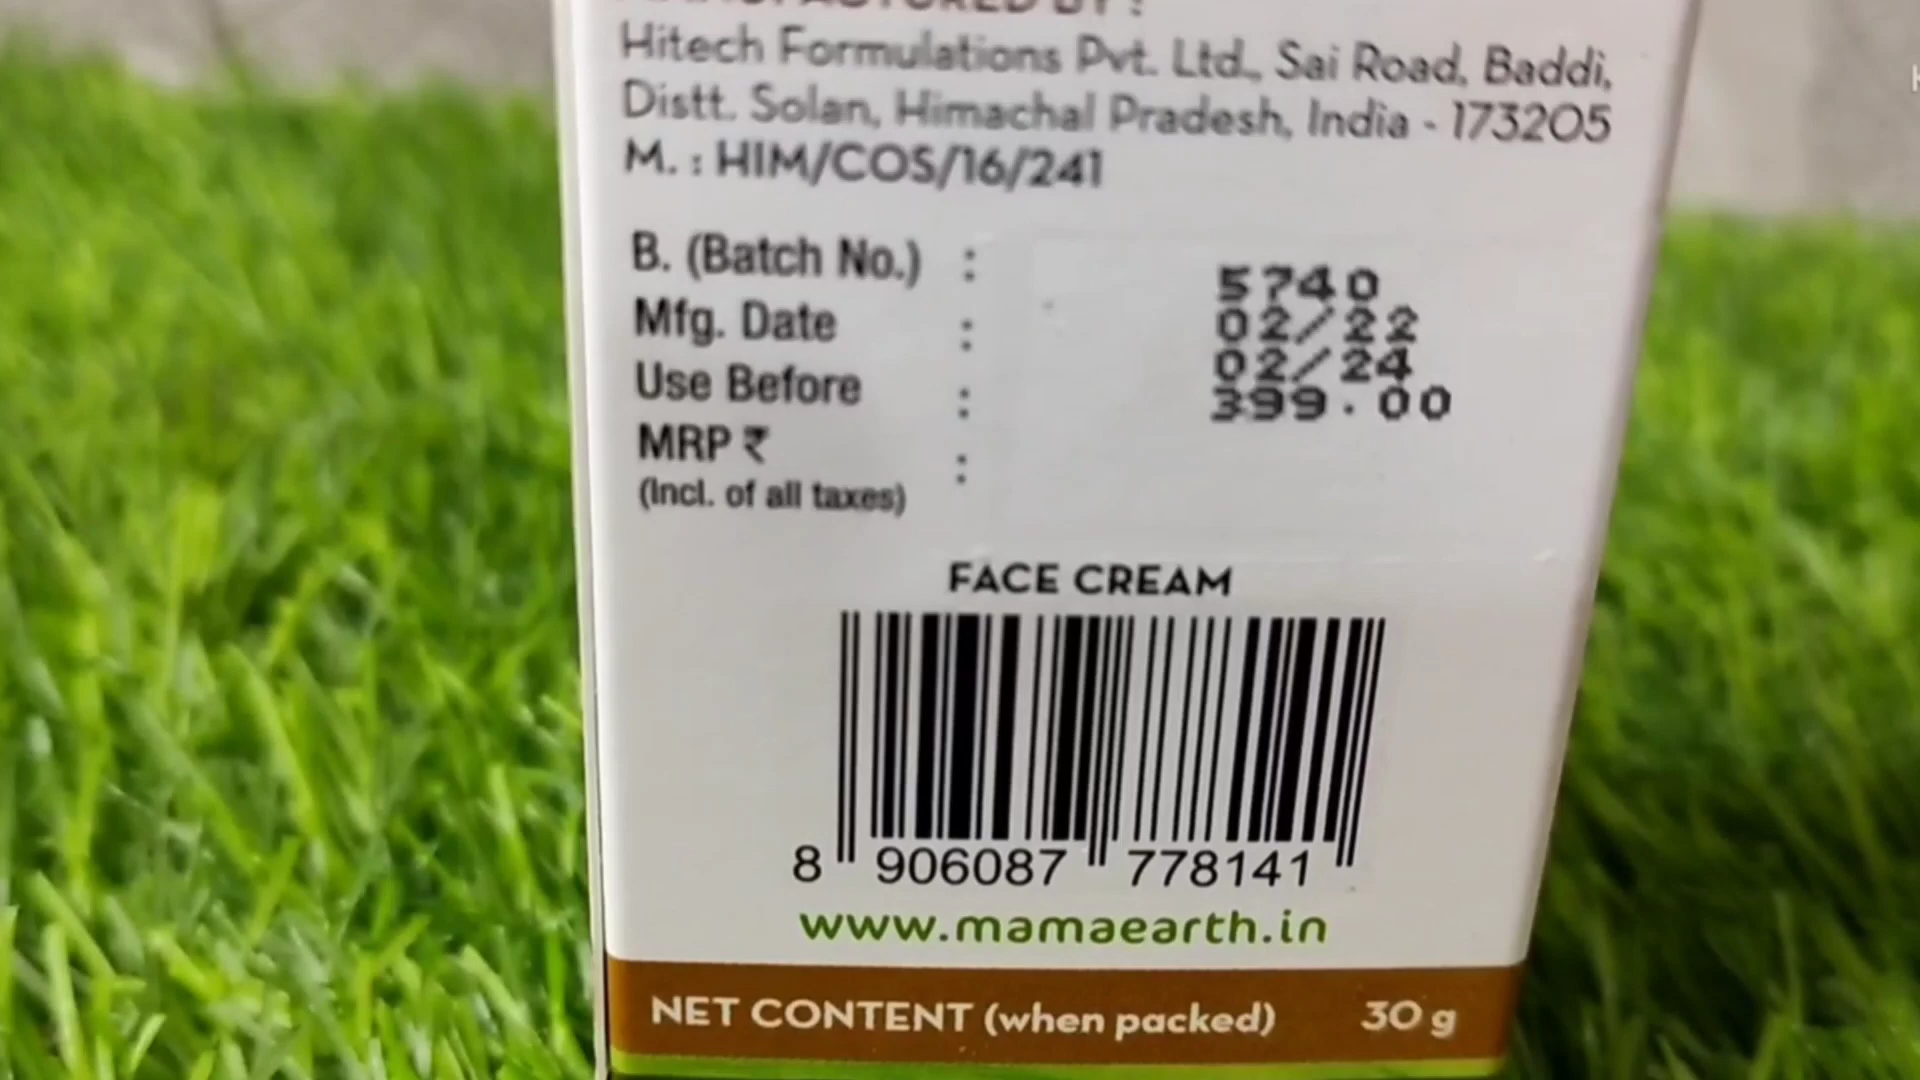 MANUFACTURED BY :
Hitech Formulations Pvt. Ltd., Sai Road, Baddi,
Distt. Solan, Himachal Pradesh, India - 173205
M. : HIM/COS/16/241
B. (Batch No.) : 5740
Mfg. Date : 02/22
Use Before : 02/24
MRP ₹ : 399.00
(Incl. of all taxes)
FACE CREAM
8 906087 778141
www.mamaearth.in
NET CONTENT (when packed) 30 g